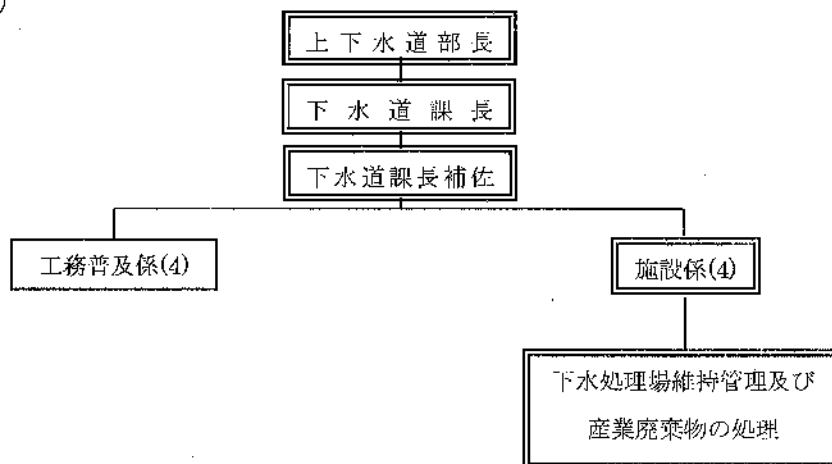 上下水道部長
下水道課長
下水道課長補佐
工務普及係(4)
施設係(4)
下水処理場維持管理及び
産業廃棄物の処理